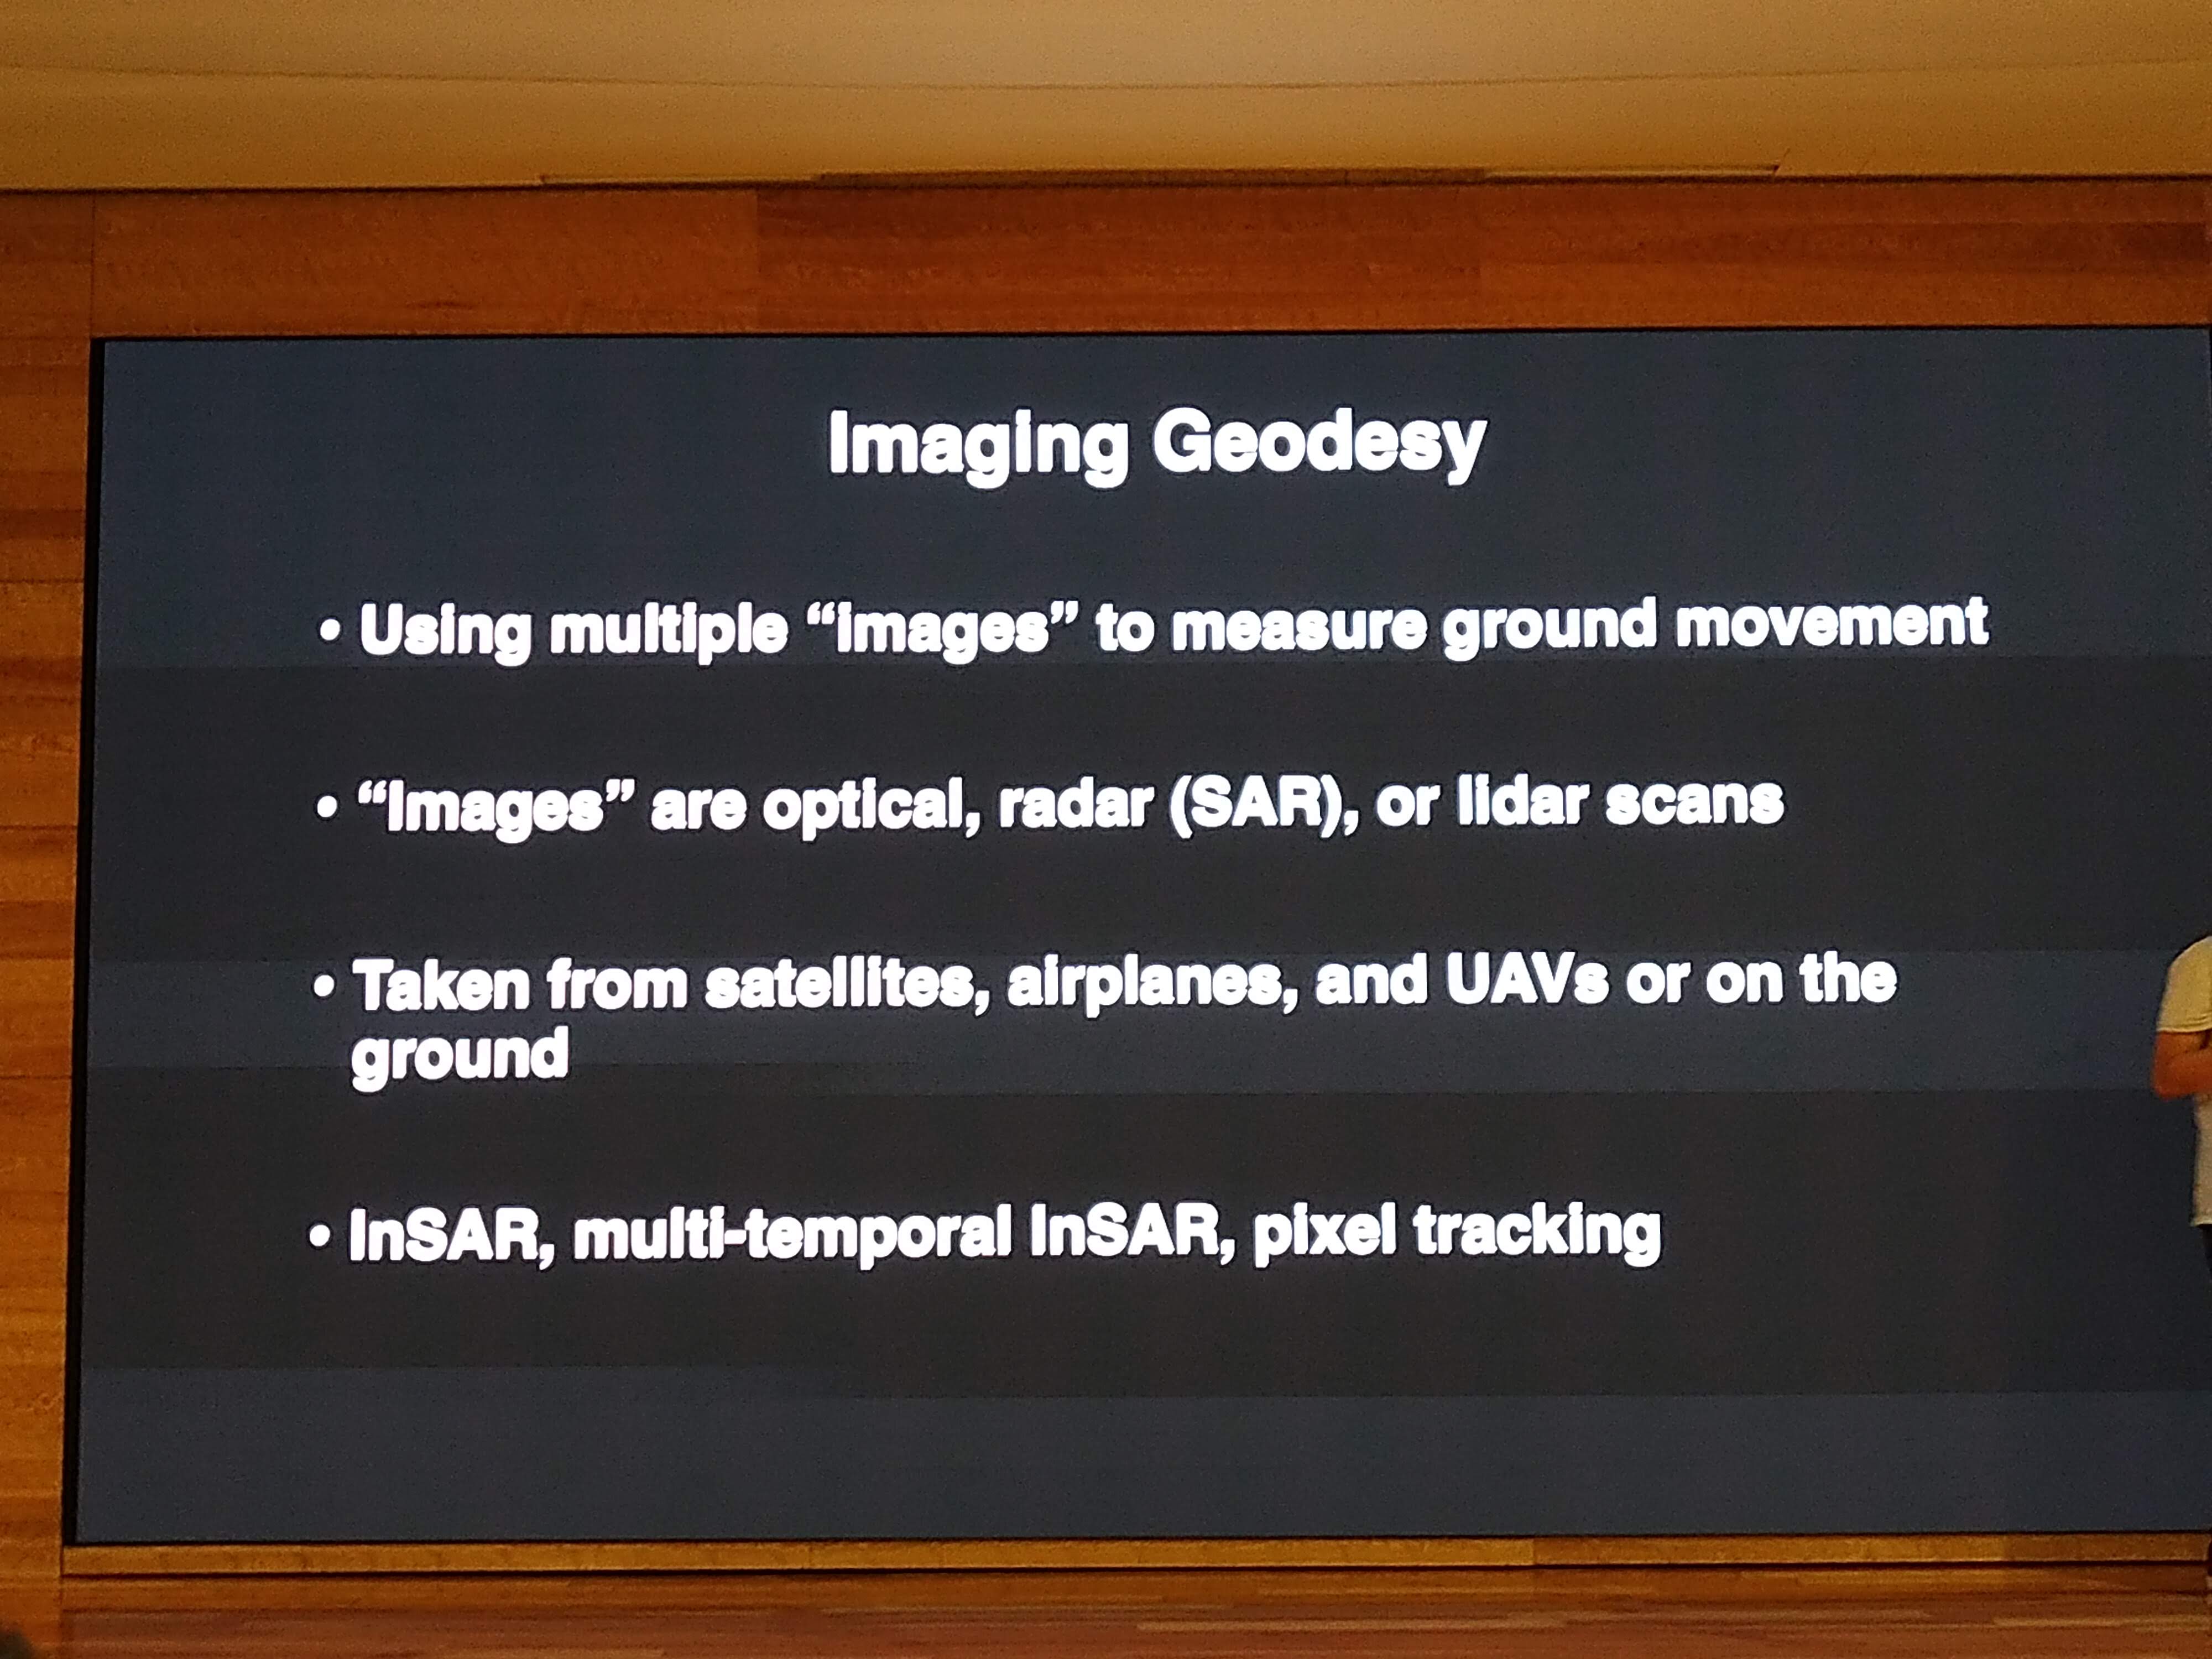 Imaging Geodesy
• Using multiple “images” to measure ground movement
• “Images” are optical, radar (SAR), or lidar scans
• Taken from satellites, airplanes, and UAVs or on the
ground
• InSAR, multi-temporal InSAR, pixel tracking